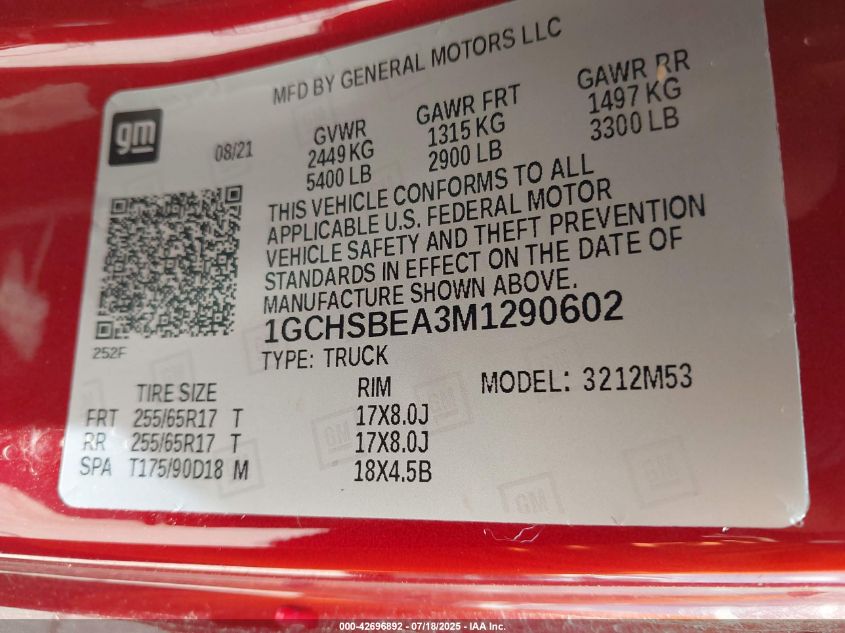 MFD BY GENERAL MOTORS LLC
gm
08/21
GVWR GAWR FRT GAWR RR
2449 KG 1315 KG 1497 KG
5400 LB 2900 LB 3300 LB
THIS VEHICLE CONFORMS TO ALL
APPLICABLE U.S. FEDERAL MOTOR
VEHICLE SAFETY AND THEFT PREVENTION
STANDARDS IN EFFECT ON THE DATE OF
MANUFACTURE SHOWN ABOVE.
1GCHSBEA3M1290602
252F
TYPE: TRUCK
MODEL: 3212M53
TIRE SIZE RIM
FRT 255/65R17 T 17X8.0J
RR 255/65R17 T 17X8.0J
SPA T175/90D18 M 18X4.5B
GM
GM
GM
000-42696892 - 07/18/2025 - IAA Inc.